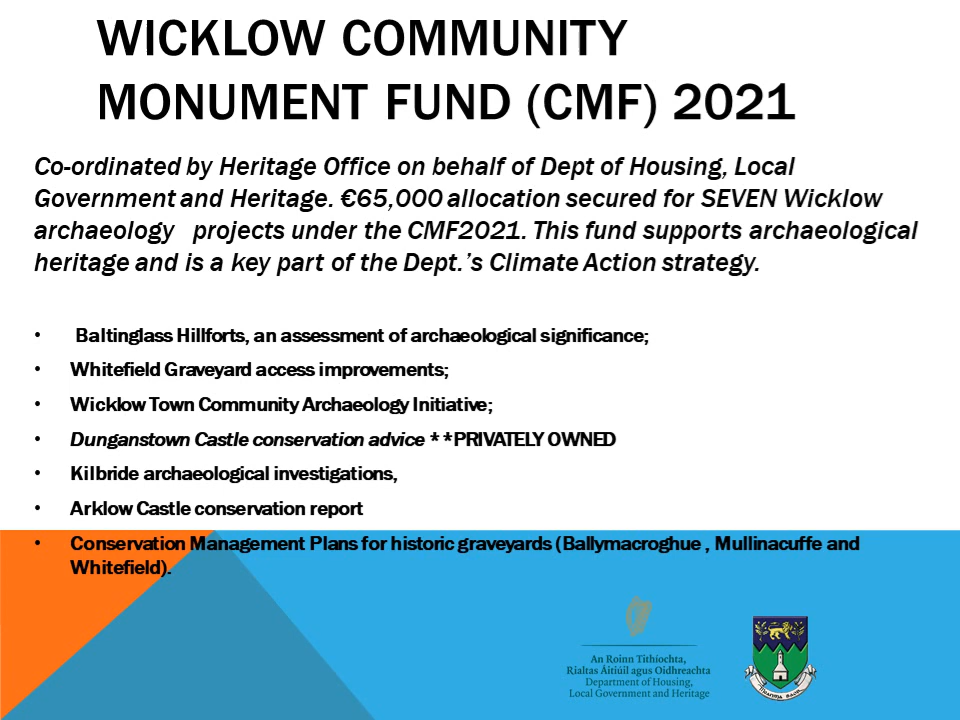 WICKLOW COMMUNITY
MONUMENT FUND (CMF) 2021
Co-ordinated by Heritage Office on behalf of Dept of Housing, Local
Government and Heritage. €65,000 allocation secured for SEVEN Wicklow
archaeology projects under the CMF2021. This fund supports archaeological
heritage and is a key part of the Dept.'s Climate Action strategy.
• Baltinglass Hillforts, an assessment of archaeological significance;
• Whitefield Graveyard access improvements;
• Wicklow Town Community Archaeology Initiative;
• Dunganstown Castle conservation advice **PRIVATELY OWNED
• Kilbride archaeological investigations,
• Arklow Castle conservation report
• Conservation Management Plans for historic graveyards (Ballymacroghue , Mullinacuffe and
Whitefield).
An Roinn Tithíochta,
Rialtas Áitiúil agus Oidhreachta
Department of Housing,
Local Government and Heritage